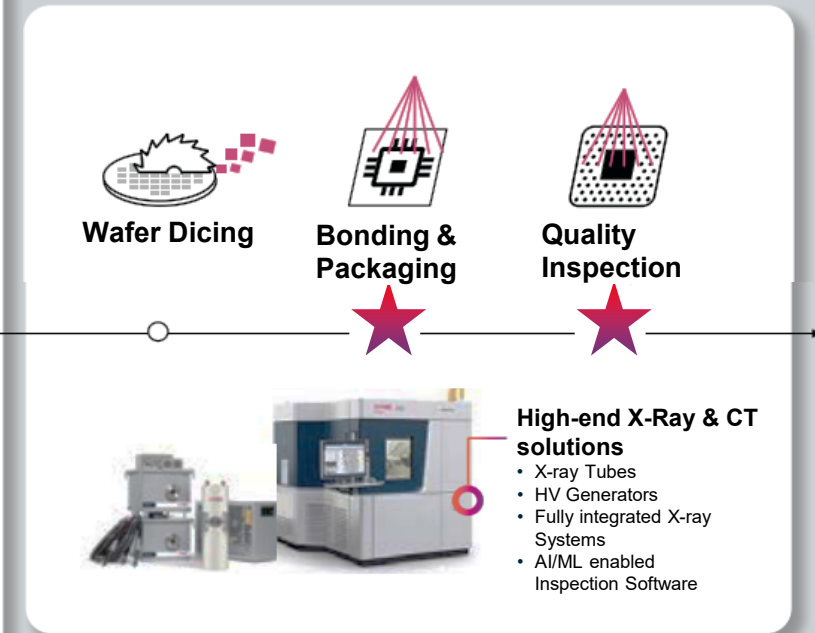 Wafer Dicing
Bonding &
Packaging
Quality
Inspection
High-end X-Ray & CT
solutions
• X-ray Tubes
• HV Generators
• Fully integrated X-ray
Systems
• AI/ML enabled
Inspection Software